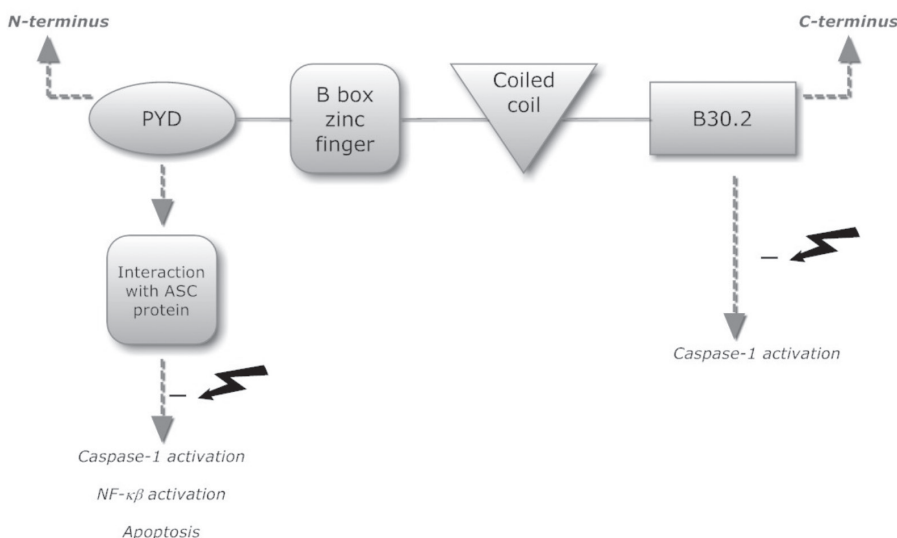 N-terminus
C-terminus
PYD
B box
zinc
finger
Coiled
coil
B30.2
Interaction
with ASC
protein
–
–
Caspase-1 activation
Caspase-1 activation
NF-κβ activation
Apoptosis